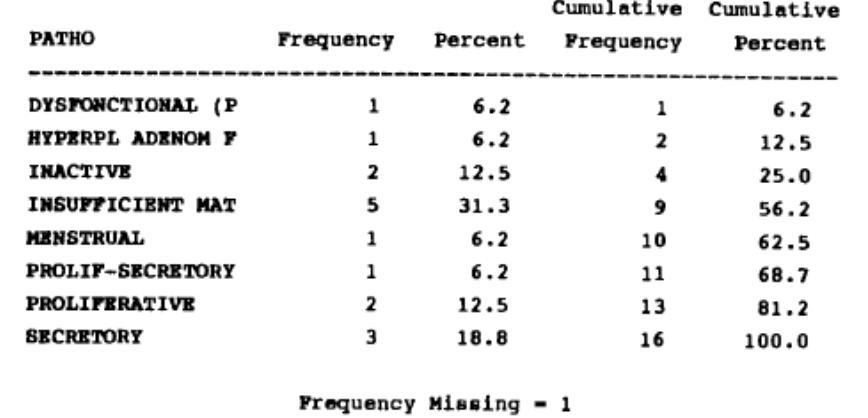 Cumulative Cumulative
PATHO Frequency Percent Frequency Percent
DYSFONCTIONAL (P 1 6.2 1 6.2
HYPERPL ADENOM F 1 6.2 2 12.5
INACTIVE 2 12.5 4 25.0
INSUFFICIENT MAT 5 31.3 9 56.2
MENSTRUAL 1 6.2 10 62.5
PROLIF-SECRETORY 1 6.2 11 68.7
PROLIFERATIVE 2 12.5 13 81.2
SECRETORY 3 18.8 16 100.0
Frequency Missing = 1